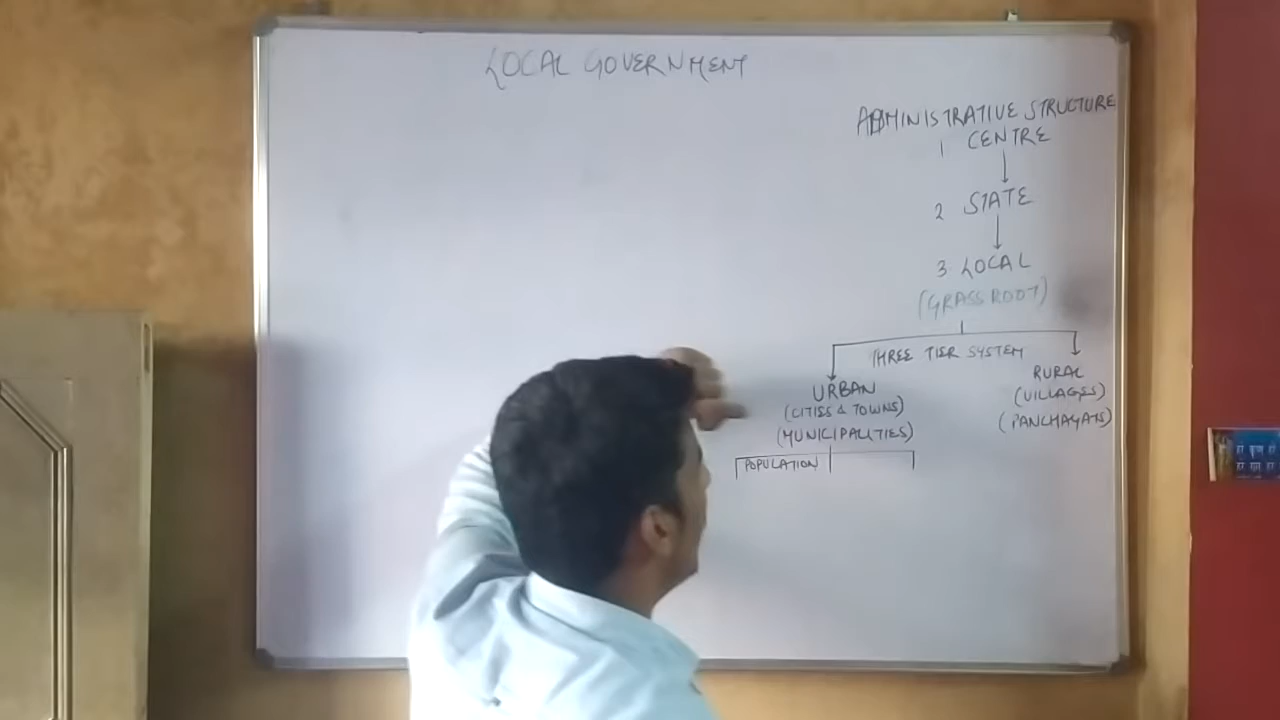 LOCAL GOVERNMENT
ADMINISTRATIVE STRUCTURE
1 CENTRE
2 STATE
3 LOCAL
(GRASS ROOT)
THREE TIER SYSTEM
URBAN
(CITIES & TOWNS)
(MUNICIPALITIES)
POPULATION
RURAL
(VILLAGES)
(PANCHAYATS)